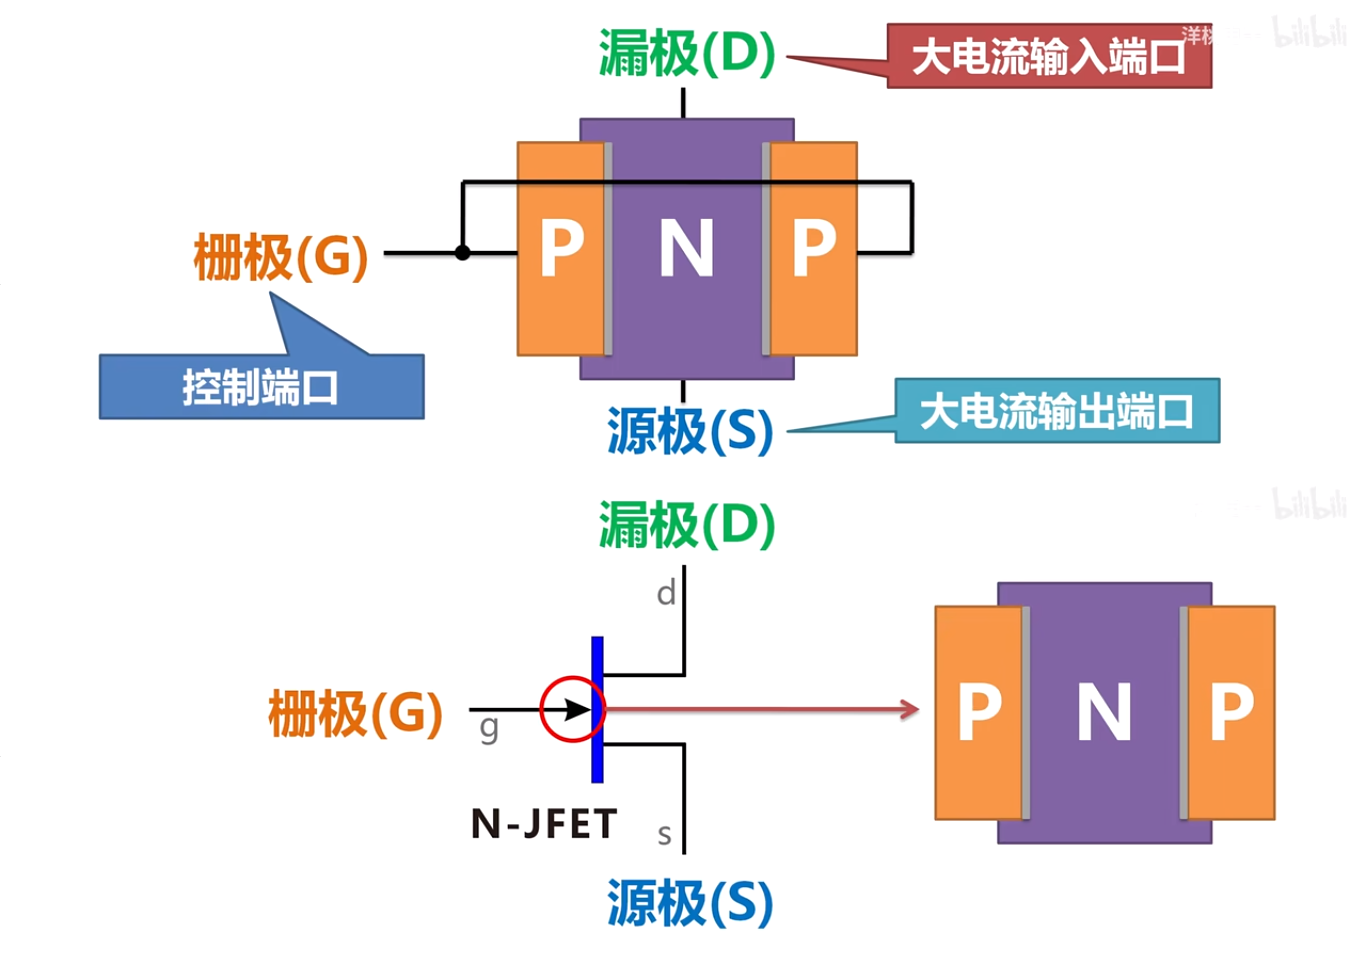 漏极(D)
大电流输入端口
洋桃
bilibili
P
N
P
栅极(G)
控制端口
大电流输出端口
源极(S)
bilibili
漏极(D)
d
栅极(G)
g
P
N
P
N-JFET
s
源极(S)